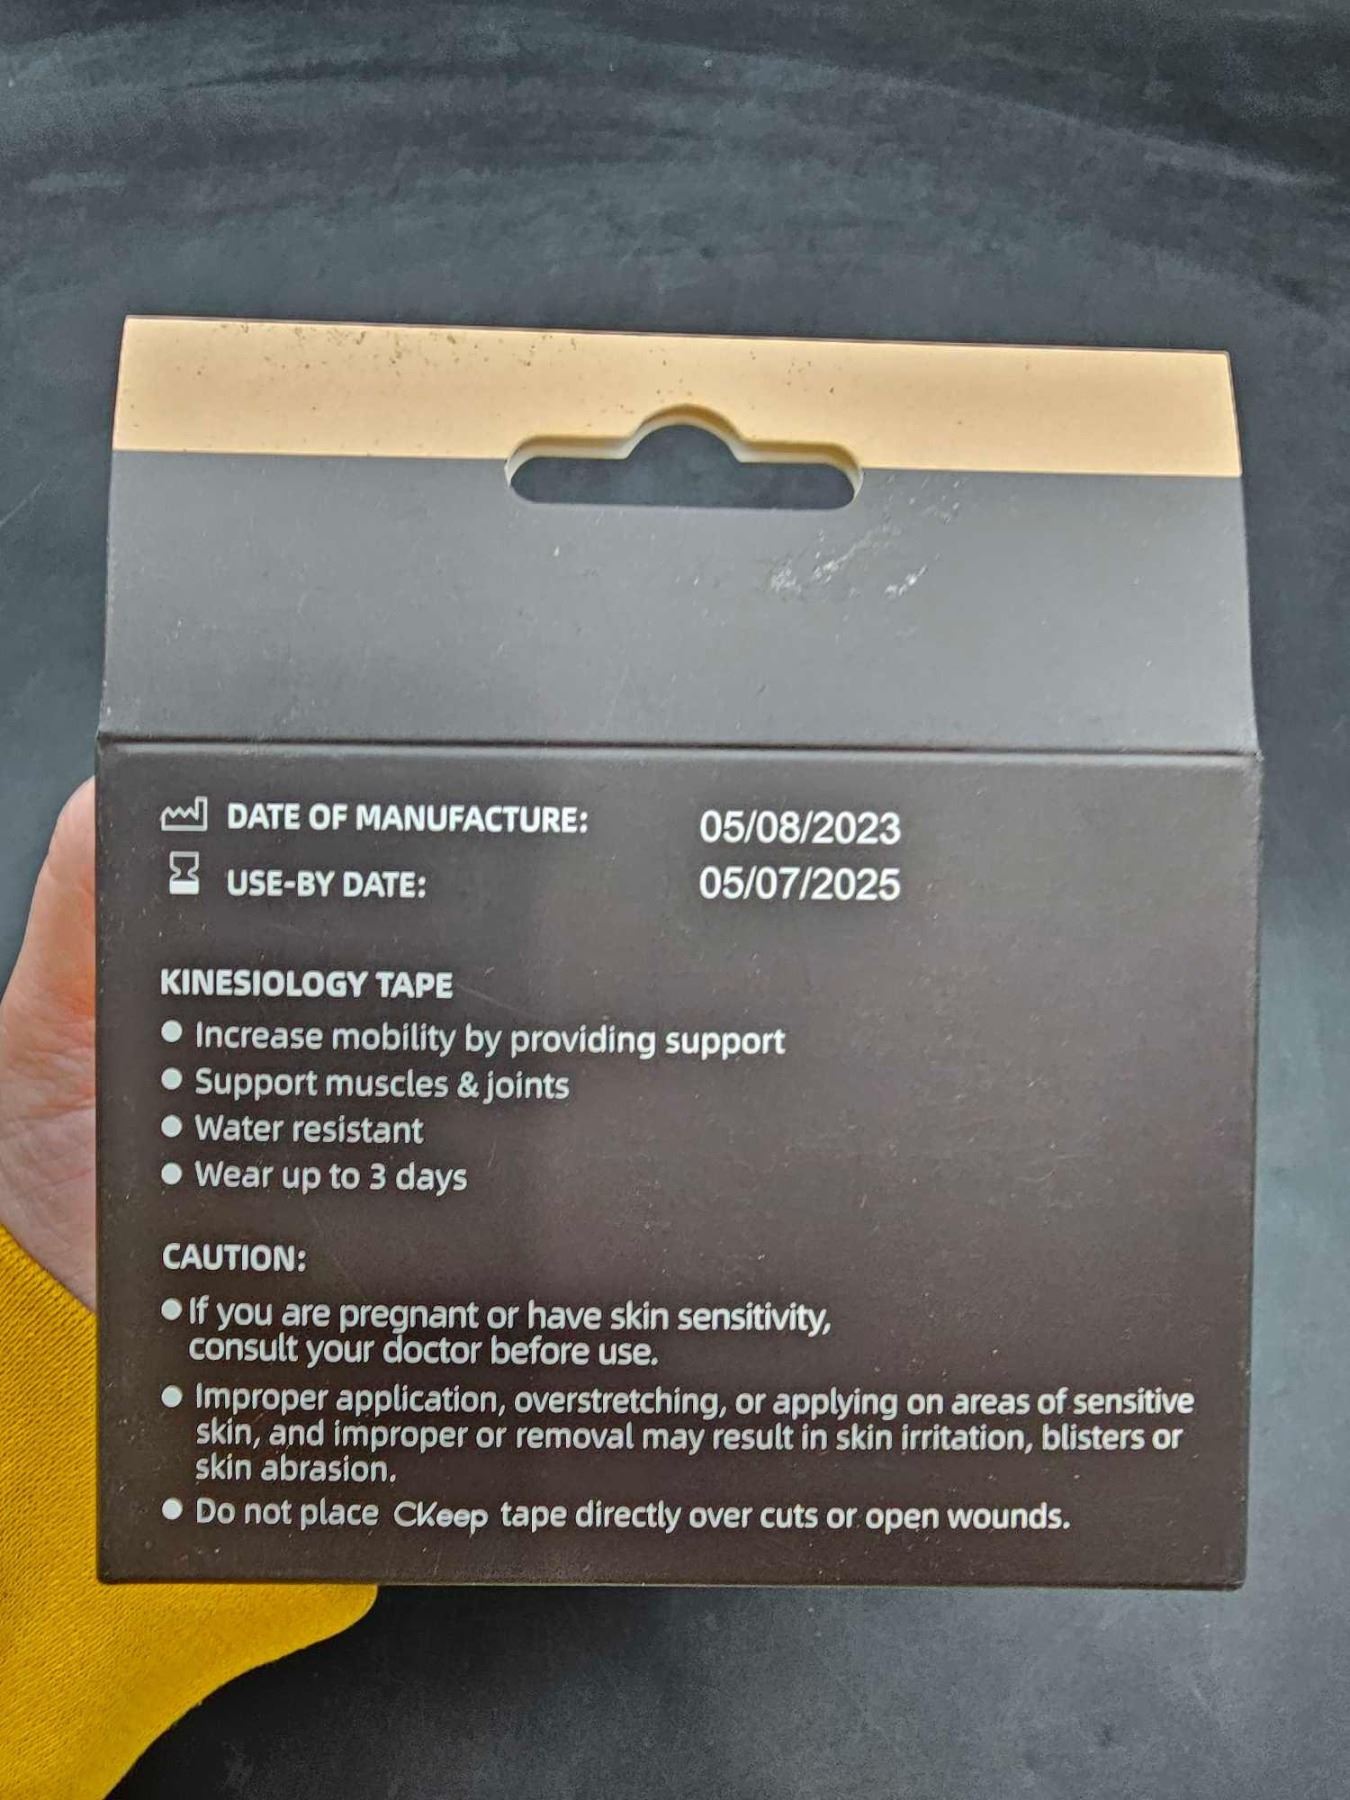 DATE OF MANUFACTURE: 05/08/2023
USE-BY DATE: 05/07/2025
KINESIOLOGY TAPE
● Increase mobility by providing support
● Support muscles & joints
● Water resistant
● Wear up to 3 days
CAUTION:
● If you are pregnant or have skin sensitivity,
consult your doctor before use.
● Improper application, overstretching, or applying on areas of sensitive
skin, and improper or removal may result in skin irritation, blisters or
skin abrasion.
● Do not place CKeep tape directly over cuts or open wounds.